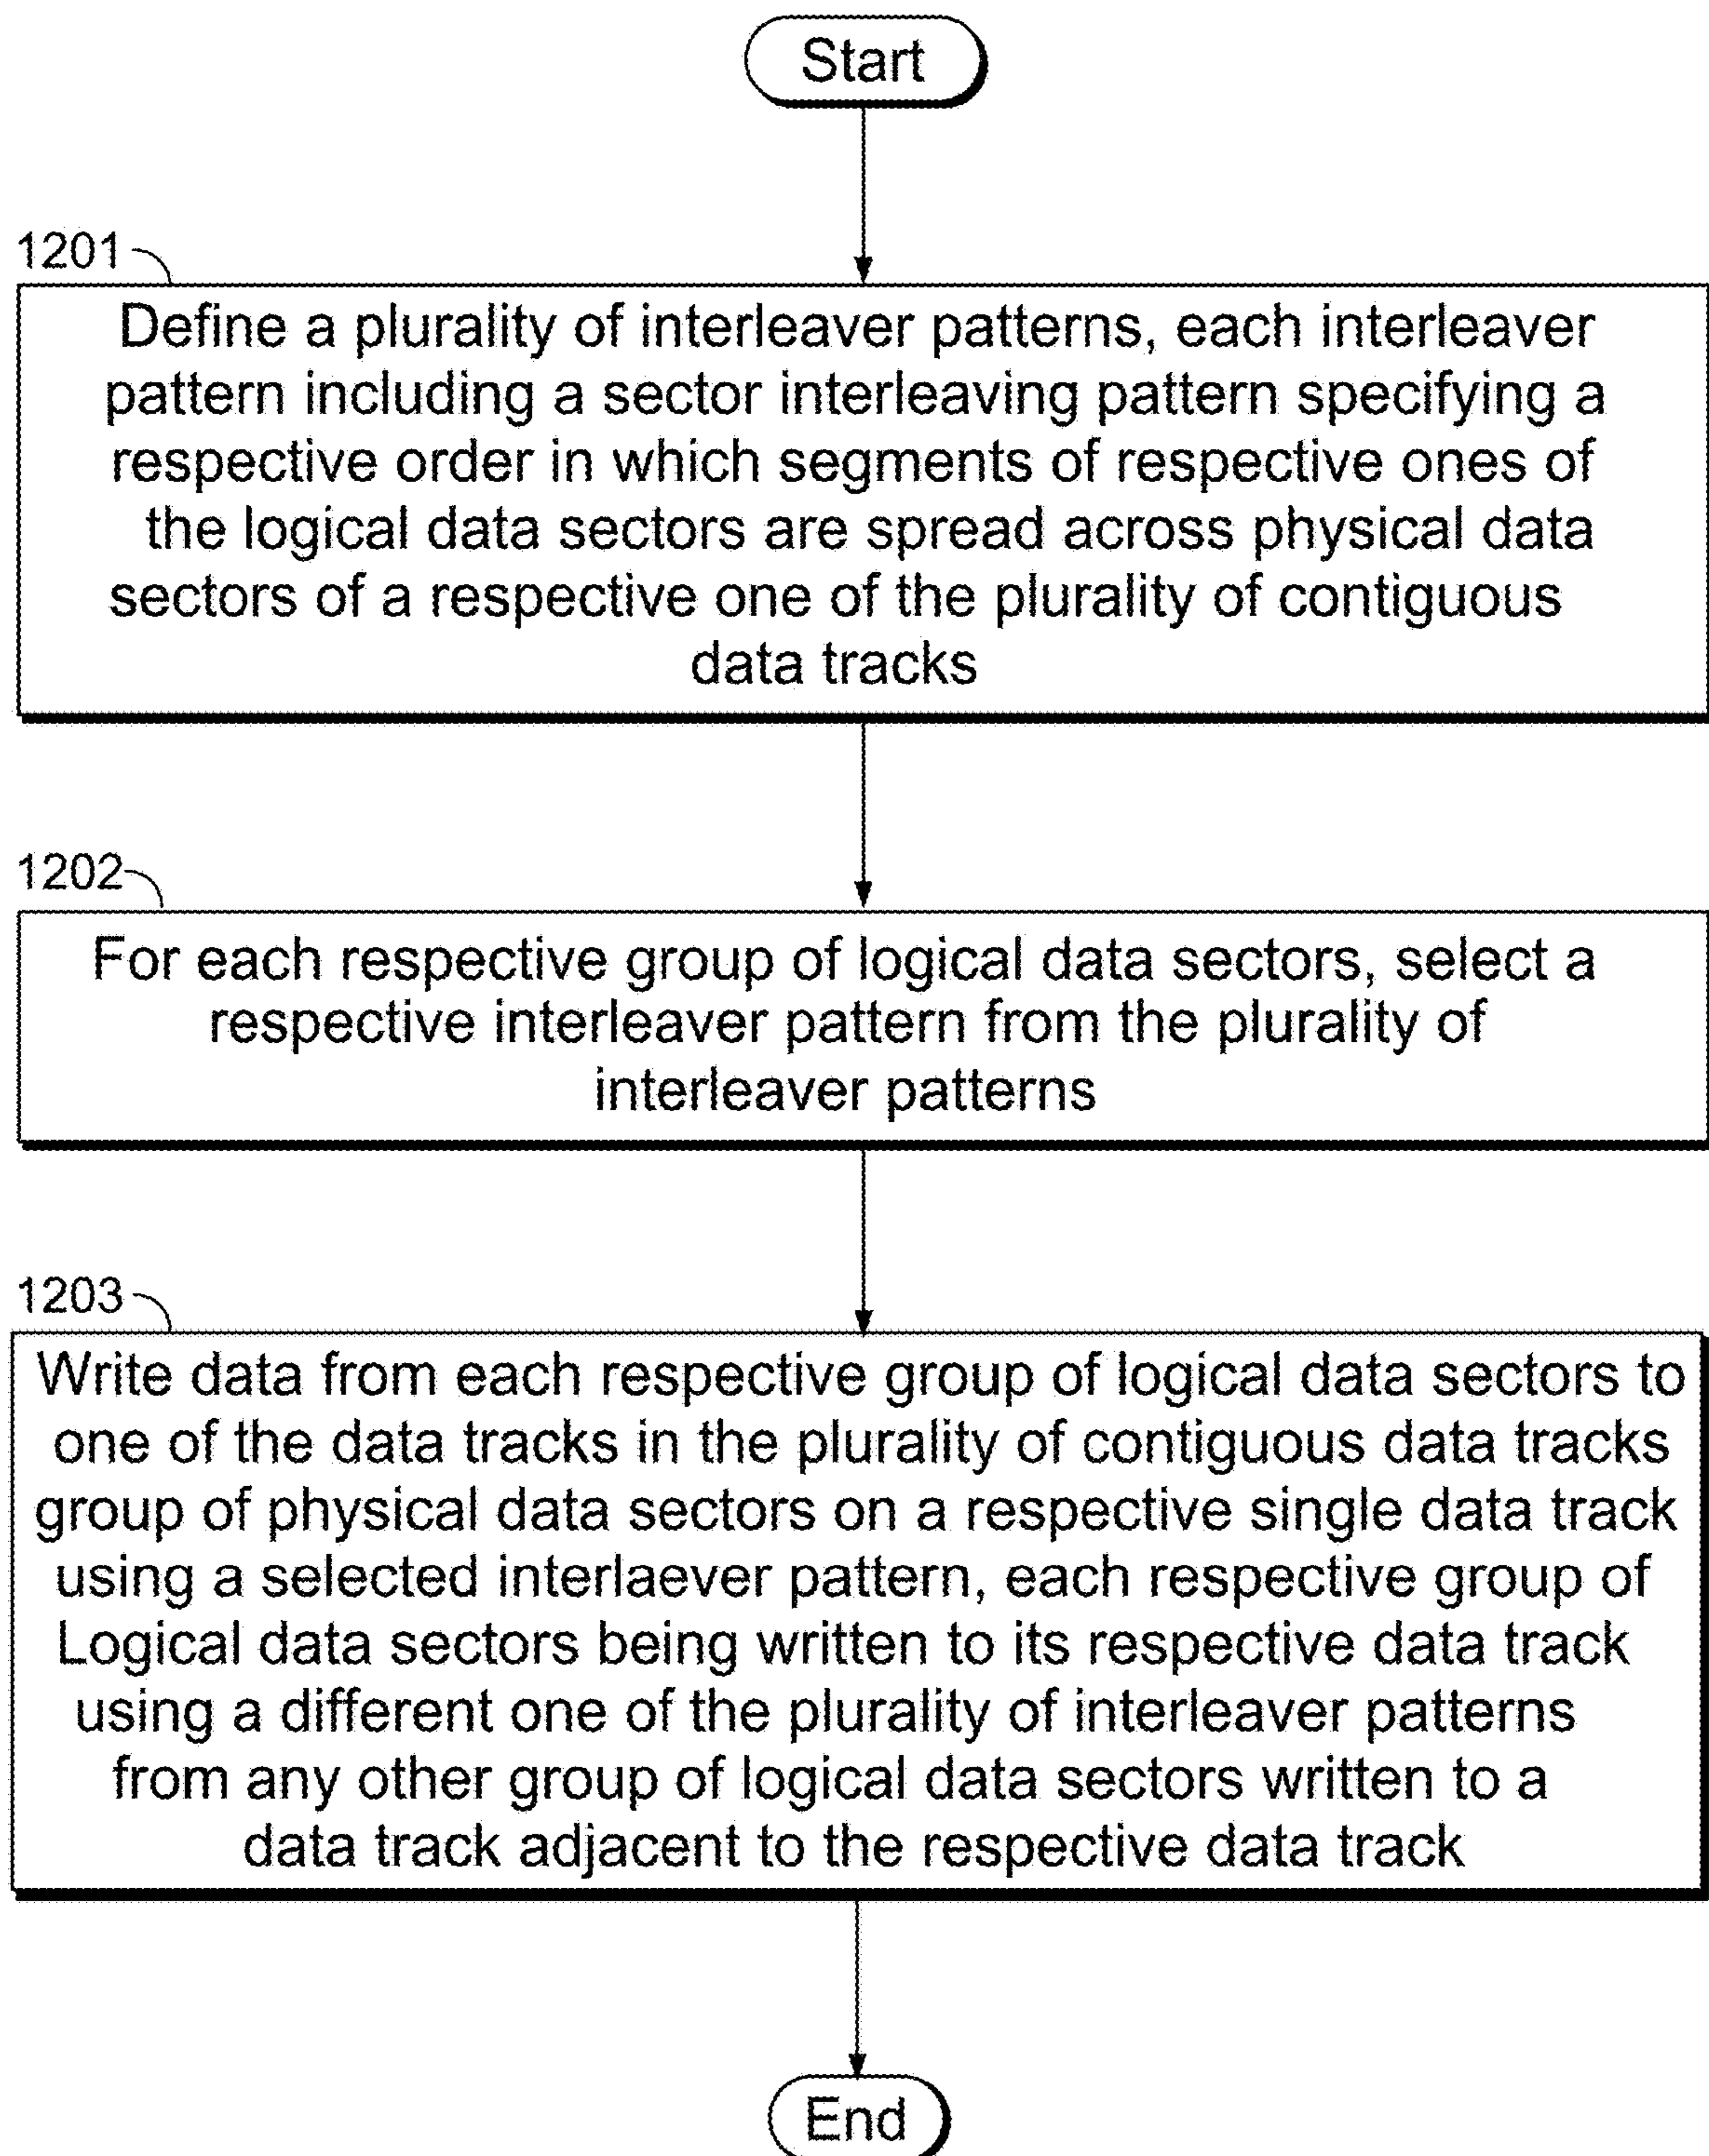 Start
1201
Define a plurality of interleaver patterns, each interleaver
pattern including a sector interleaving pattern specifying a
respective order in which segments of respective ones of
the logical data sectors are spread across physical data
sectors of a respective one of the plurality of contiguous
data tracks
1202
For each respective group of logical data sectors, select a
respective interleaver pattern from the plurality of
interleaver patterns
1203
Write data from each respective group of logical data sectors to
one of the data tracks in the plurality of contiguous data tracks
group of physical data sectors on a respective single data track
using a selected interlaever pattern, each respective group of
Logical data sectors being written to its respective data track
using a different one of the plurality of interleaver patterns
from any other group of logical data sectors written to a
data track adjacent to the respective data track
End